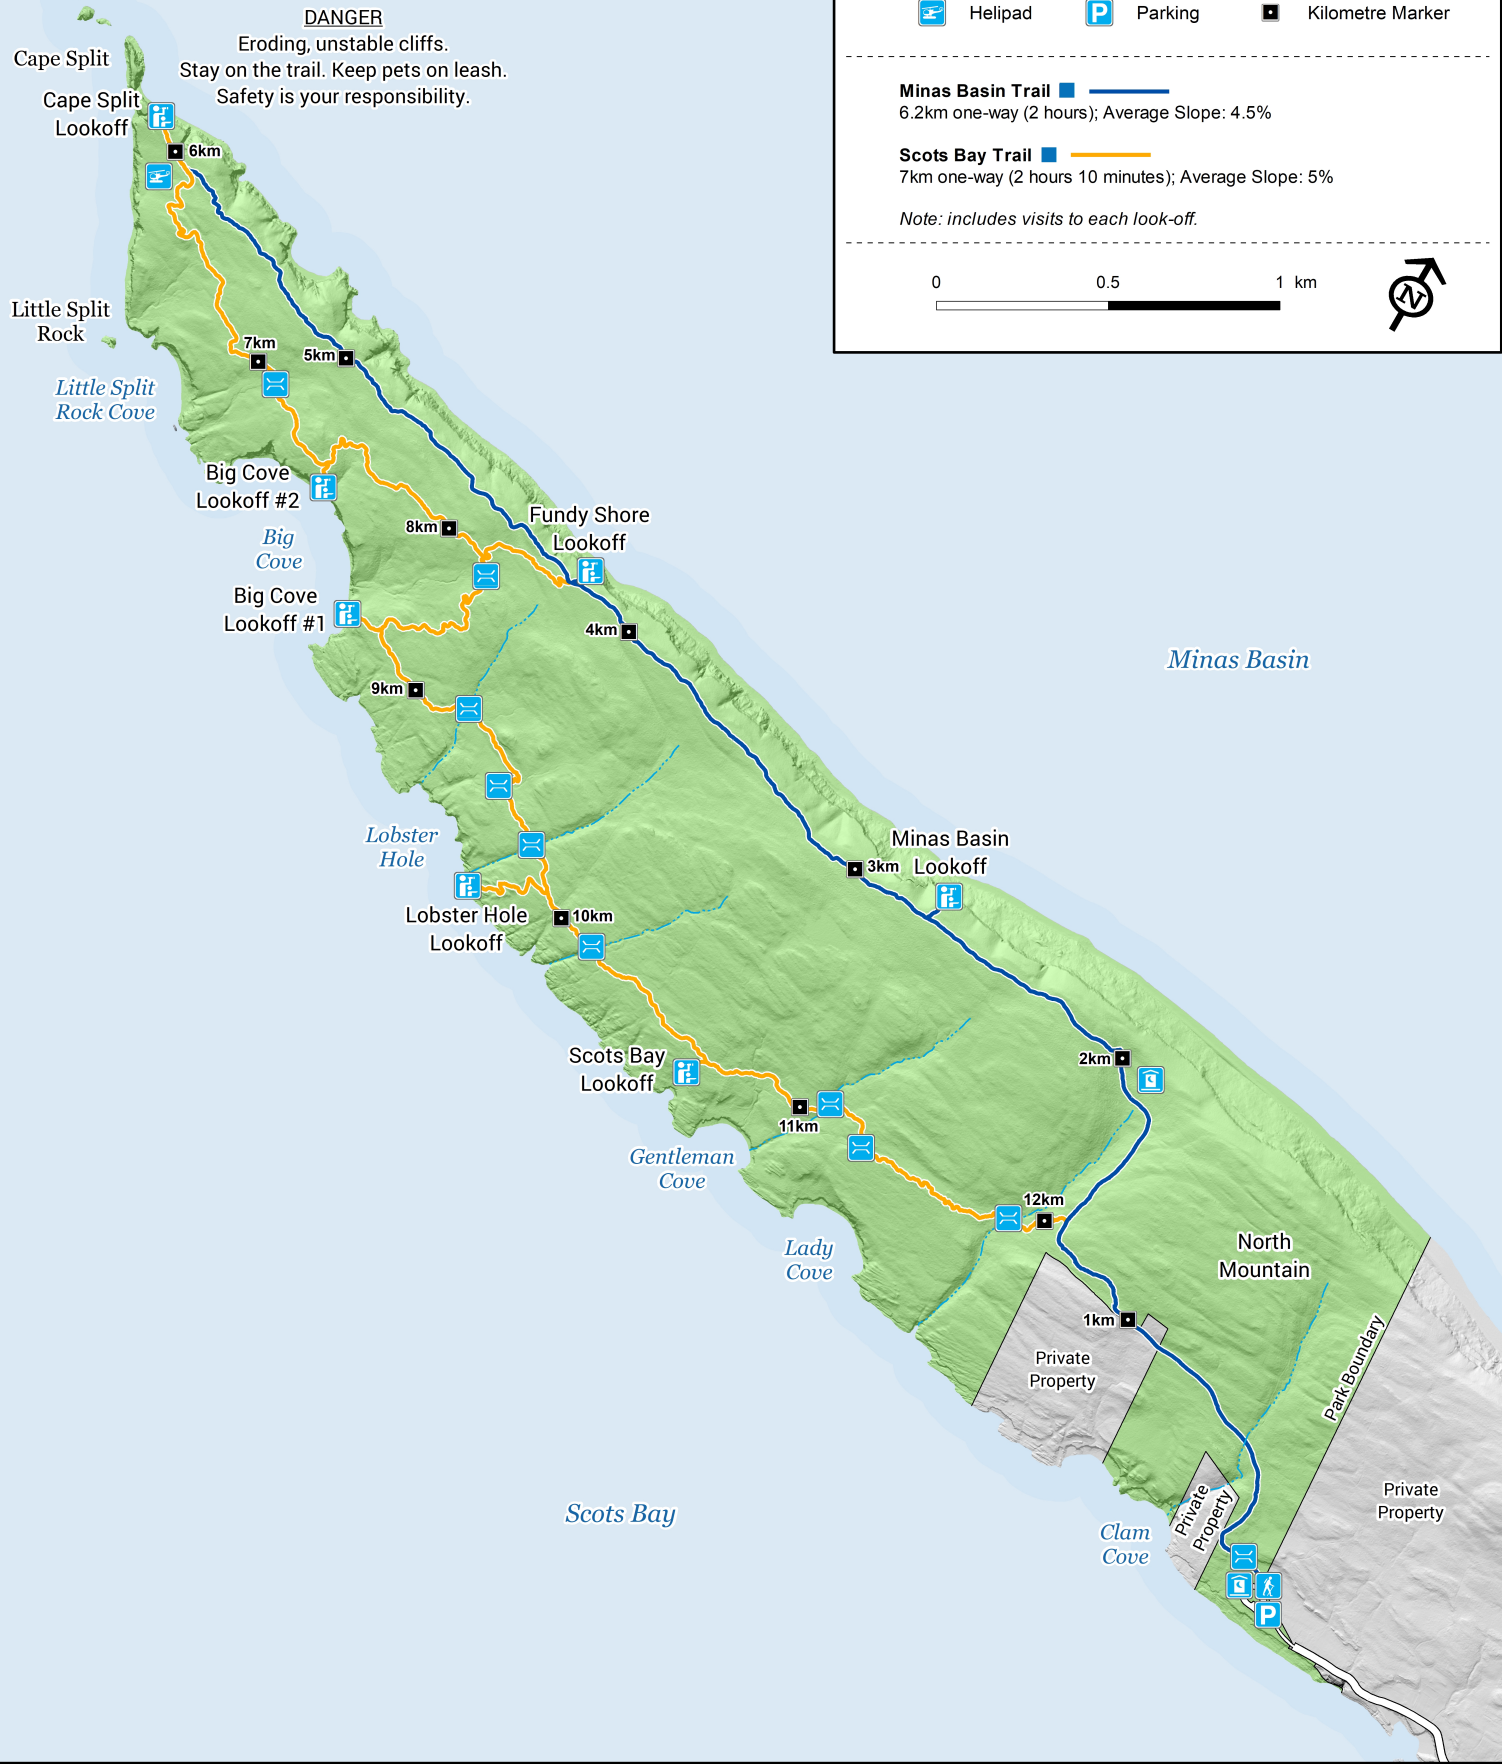 DANGER
Eroding, unstable cliffs.
Stay on the trail. Keep pets on leash.
Safety is your responsibility.
Helipad
P
Parking
Kilometre Marker
Minas Basin Trail
6.2km one-way (2 hours); Average Slope: 4.5%
Scots Bay Trail
7km one-way (2 hours 10 minutes); Average Slope: 5%
Note: includes visits to each look-off.
0 0.5 1 km
N
Cape Split
Cape Split
Lookoff
6km
Little Split
Rock
7km
5km
Little Split
Rock Cove
Big Cove
Lookoff #2
8km
Fundy Shore
Lookoff
Big
Cove
Big Cove
Lookoff #1
4km
Minas Basin
9km
Lobster
Hole
Minas Basin
Lookoff
3km
Lobster Hole
Lookoff
10km
Scots Bay
Lookoff
2km
11km
Gentleman
Cove
12km
Lady
Cove
North
Mountain
1km
Private
Property
Park Boundary
Private
Property
Private
Property
Scots Bay
Clam
Cove
P